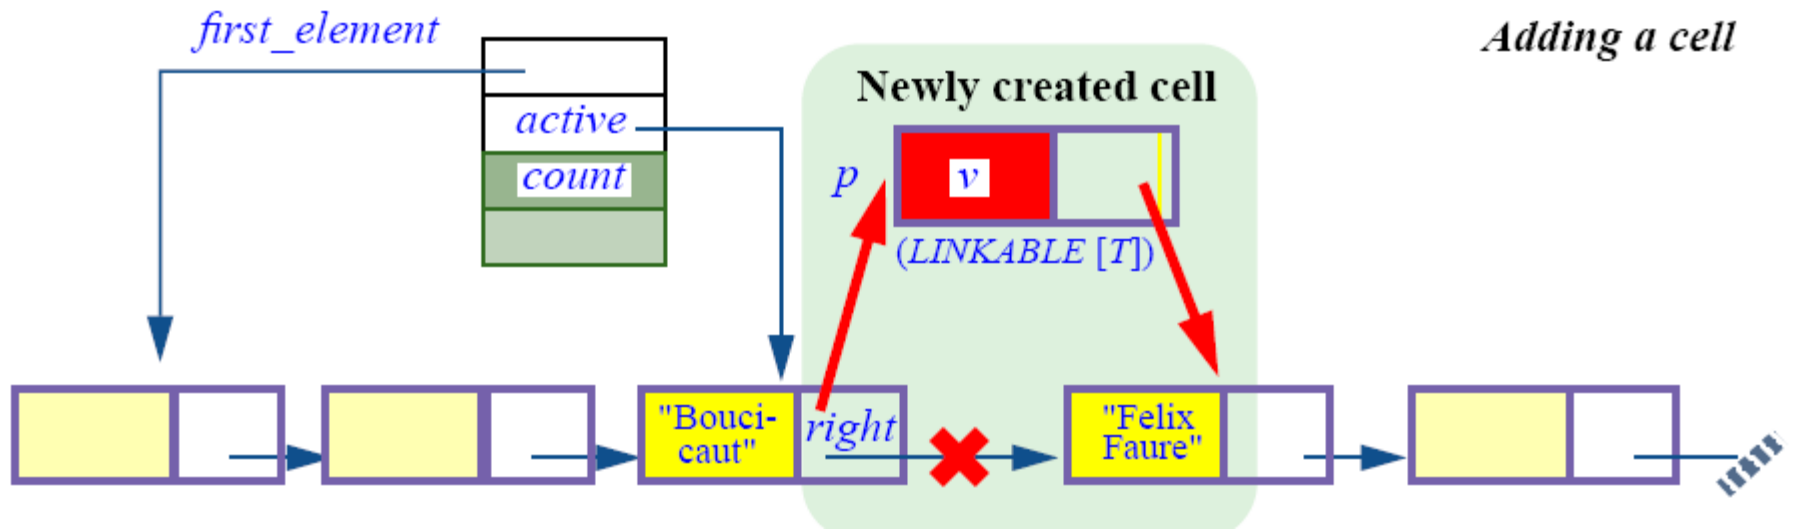 first_element
Adding a cell
active
count
Newly created cell
p
v
(LINKABLE [T])
"Bouci-
caut"
right
"Felix
Faure"